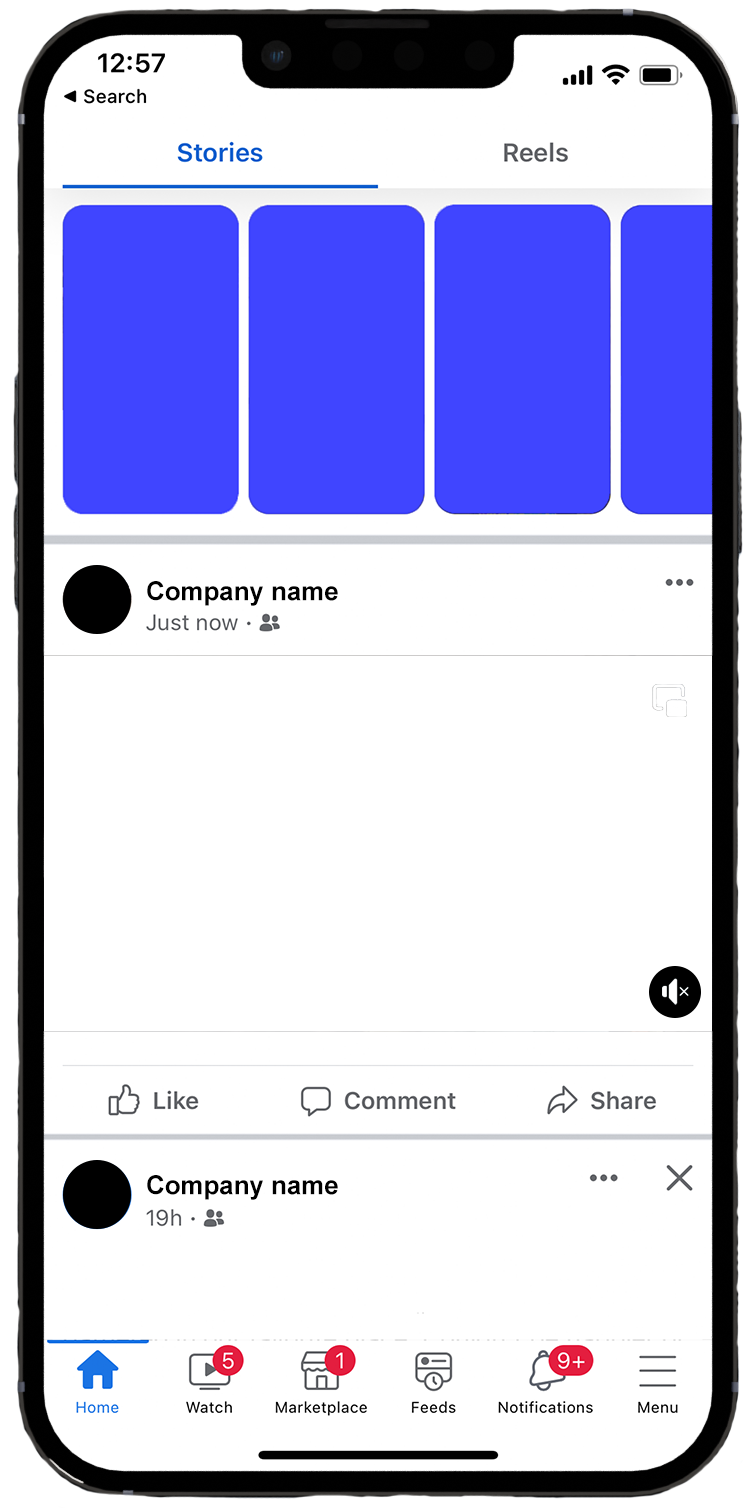 12:57
◀ Search
Stories Reels
Company name
Just now ·
Like Comment Share
Company name
19h ·
5 1 9+
Home Watch Marketplace Feeds Notifications Menu